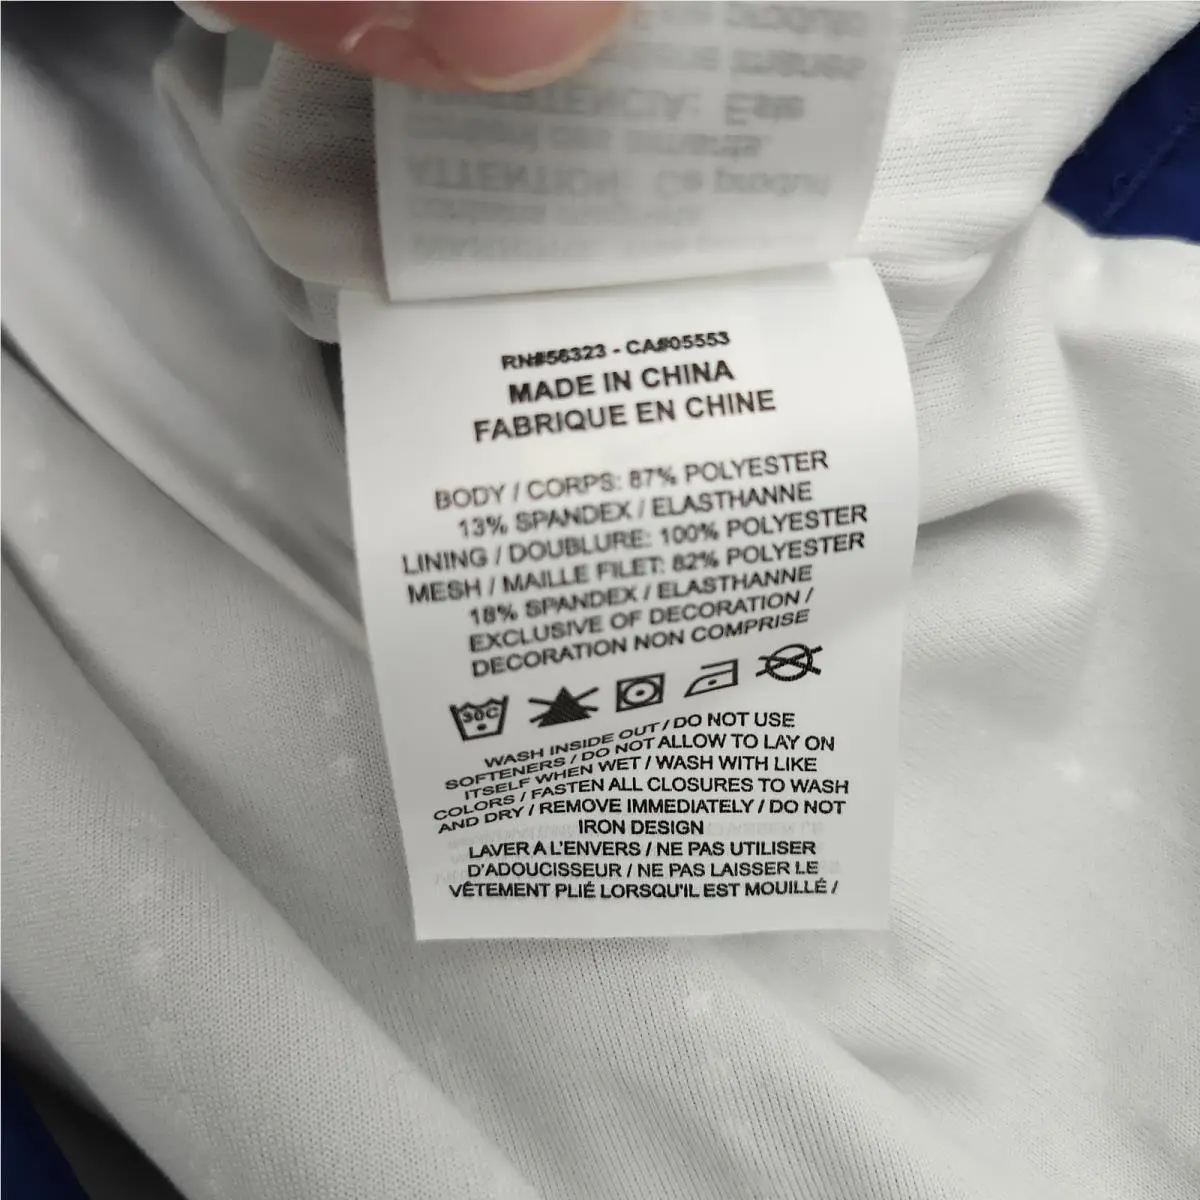 RN#56323 - CA#05553
MADE IN CHINA
FABRIQUE EN CHINE
BODY / CORPS: 87% POLYESTER
13% SPANDEX / ELASTHANNE
LINING / DOUBLURE: 100% POLYESTER
MESH / MAILLE FILET: 82% POLYESTER
18% SPANDEX / ELASTHANNE
EXCLUSIVE OF DECORATION /
DECORATION NON COMPRISE
30C
WASH INSIDE OUT / DO NOT USE
SOFTENERS / DO NOT ALLOW TO LAY ON
ITSELF WHEN WET / WASH WITH LIKE
COLORS / FASTEN ALL CLOSURES TO WASH
AND DRY / REMOVE IMMEDIATELY / DO NOT
IRON DESIGN
LAVER A L'ENVERS / NE PAS UTILISER
D'ADOUCISSEUR / NE PAS LAISSER LE
VÊTEMENT PLIÉ LORSQU'IL EST MOUILLÉ /